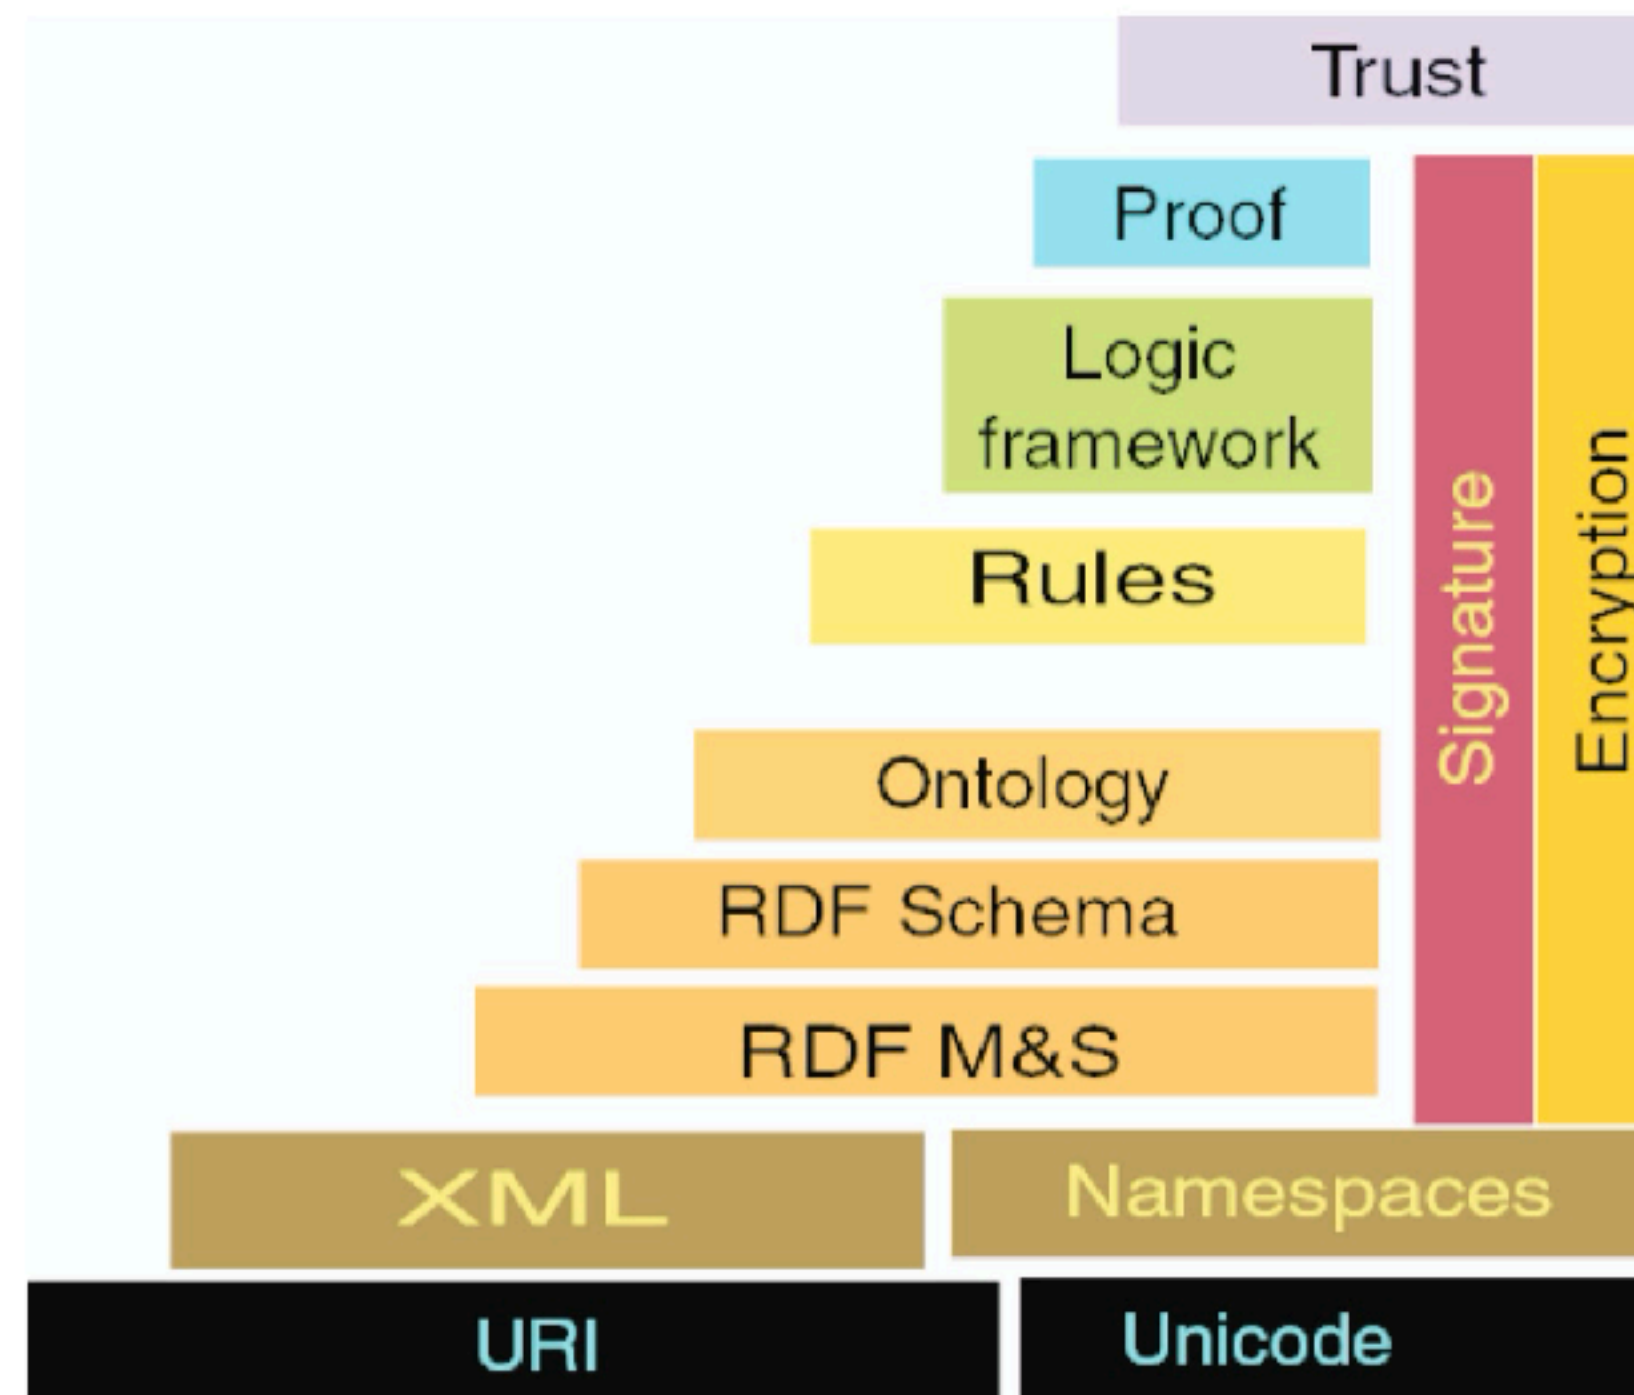 Trust
Proof
Logic
framework
Rules
Signature
Encryption
Ontology
RDF Schema
RDF M&S
XML
Namespaces
URI
Unicode